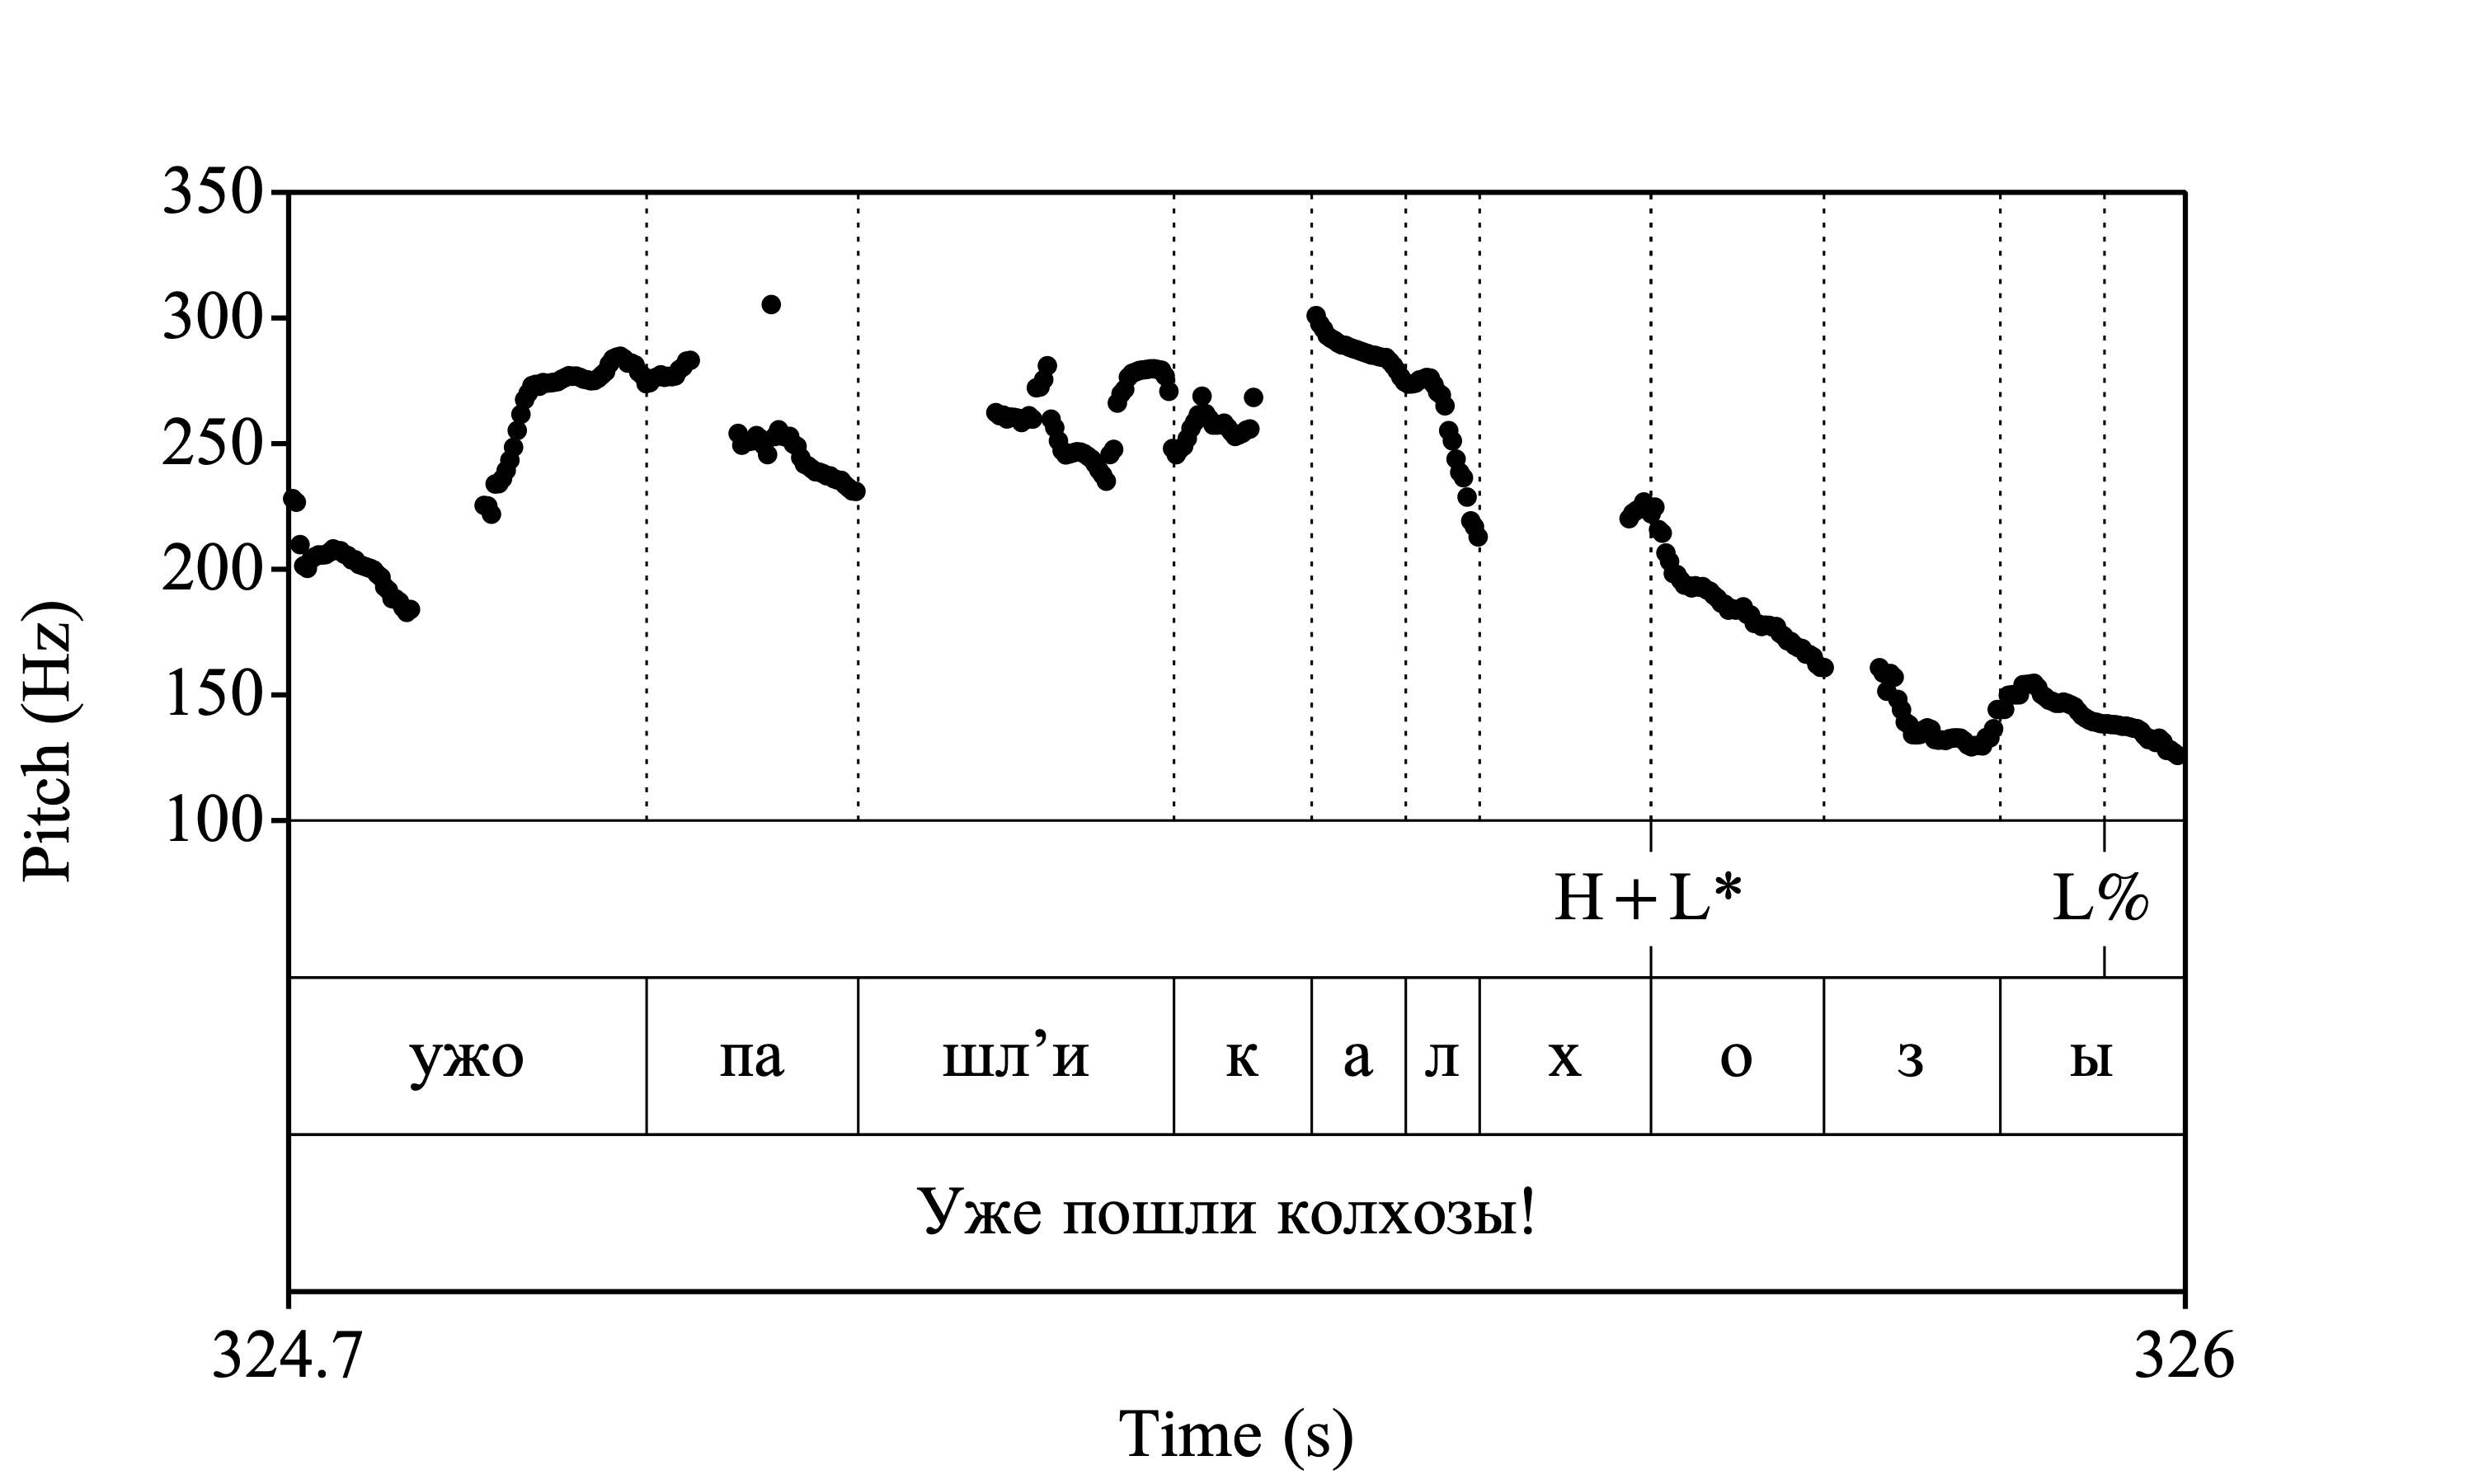 350
300
250
200
150
100
Pitch (Hz)
H+L* L%
ужо па шл’и к а л х о з ы
Уже пошли колхозы!
324.7 326
Time (s)